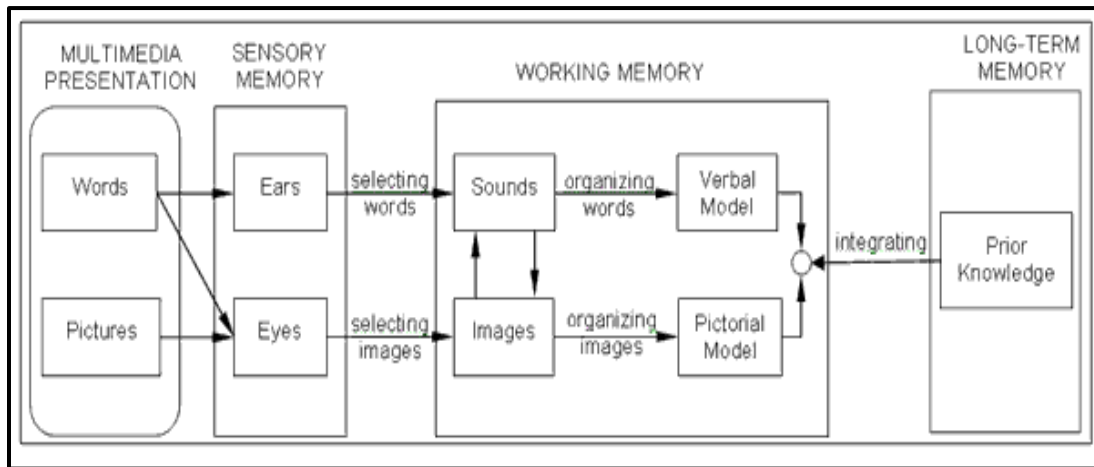 MULTIMEDIA
PRESENTATION
SENSORY
MEMORY
WORKING MEMORY
LONG-TERM
MEMORY
Words
Ears
selecting
words
Sounds
organizing
words
Verbal
Model
integrating
Prior
Knowledge
Pictures
Eyes
selecting
images
Images
organizing
images
Pictorial
Model